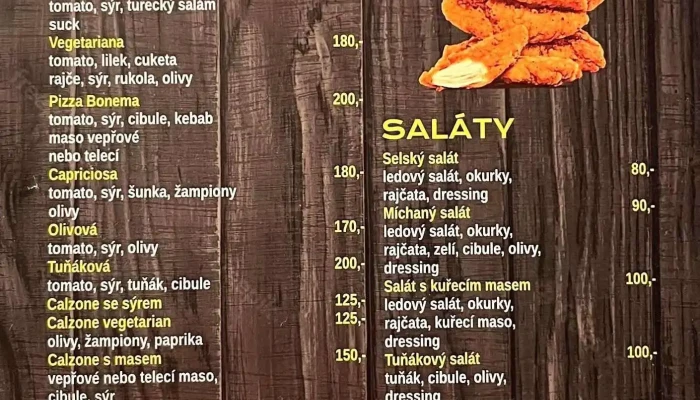 tomato, sýr, turecký salám
suck
Vegetariana 180,-
tomato, lilek, cuketa
rajče, sýr, rukola, olivy
Pizza Bonema 200,-
tomato, sýr, cibule, kebab
maso vepřové
nebo telecí
Capriciosa 180,-
tomato, sýr, šunka, žampiony
olivy
Olivová 170,-
tomato, sýr, olivy
Tuňáková 200,-
tomato, sýr, tuňák, cibule
Calzone se sýrem 125,-
Calzone vegetarian 125,-
olivy, žampiony, paprika
Calzone s masem 150,-
vepřové nebo telecí maso,
cibule, sýr
SALÁTY
Selský salát 80,-
ledový salát, okurky,
rajčata, dressing
Míchaný salát 90,-
ledový salát, okurky,
rajčata, zelí, cibule, olivy,
dressing
Salát s kuřecím masem 100,-
ledový salát, okurky,
rajčata, kuřecí maso,
dressing
Tuňákový salát 100,-
tuňák, cibule, olivy,
dressing